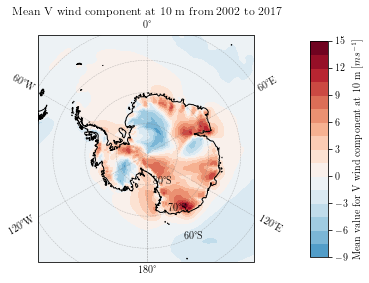 Mean V wind component at 10 m from 2002 to 2017
0°
60°W
60°E
70°S
60°S
120°W
120°E
180°
15
12
9
6
3
0
−3
−6
−9
Mean value for V wind component at 10 m [ms⁻¹]